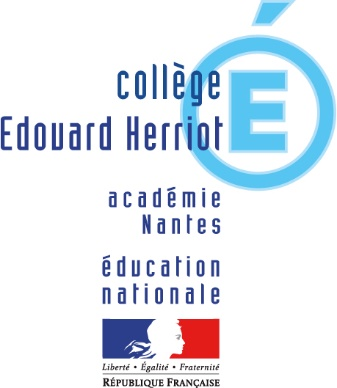 collège
Edouard Herriot
É
académie
Nantes
éducation
nationale
Liberté • Égalité • Fraternité
RÉPUBLIQUE FRANÇAISE